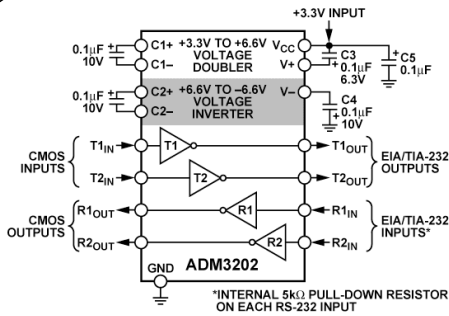 +3.3V INPUT
0.1µF
10V
C1+
C1–
+3.3V TO +6.6V
VOLTAGE
DOUBLER
VCC
V+
C3
+
0.1µF
6.3V
+
C5
0.1µF
+
0.1µF
10V
C2+
C2–
+6.6V TO –6.6V
VOLTAGE
INVERTER
V–
C4
0.1µF
+
10V
+
CMOS
INPUTS
T1IN
T2IN
T1
T2
T1OUT
T2OUT
EIA/TIA-232
OUTPUTS
CMOS
OUTPUTS
R1OUT
R2OUT
R1
R2
R1IN
R2IN
EIA/TIA-232
INPUTS*
GND
ADM3202
*INTERNAL 5kΩ PULL-DOWN RESISTOR
ON EACH RS-232 INPUT